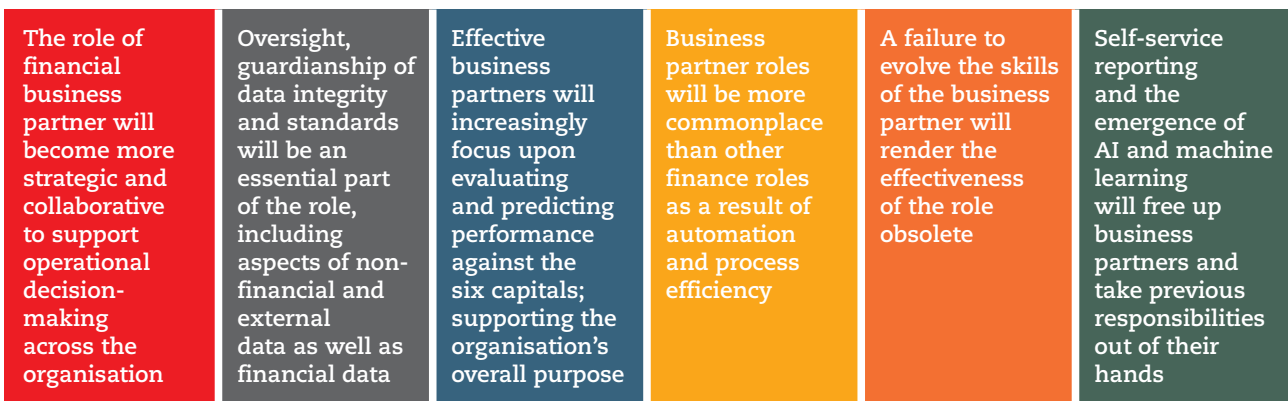 The role of
financial
business
partner will
become more
strategic and
collaborative
to support
operational
decision-
making
across the
organisation
Oversight,
guardianship of
data integrity
and standards
will be an
essential part
of the role,
including
aspects of non-
financial and
external
data as well as
financial data
Effective
business
partners will
increasingly
focus upon
evaluating
and predicting
performance
against the
six capitals;
supporting the
organisation’s
overall purpose
Business
partner roles
will be more
commonplace
than other
finance roles
as a result of
automation
and process
efficiency
A failure to
evolve the skills
of the business
partner will
render the
effectiveness
of the role
obsolete
Self-service
reporting
and the
emergence of
AI and machine
learning
will free up
business
partners and
take previous
responsibilities
out of their
hands